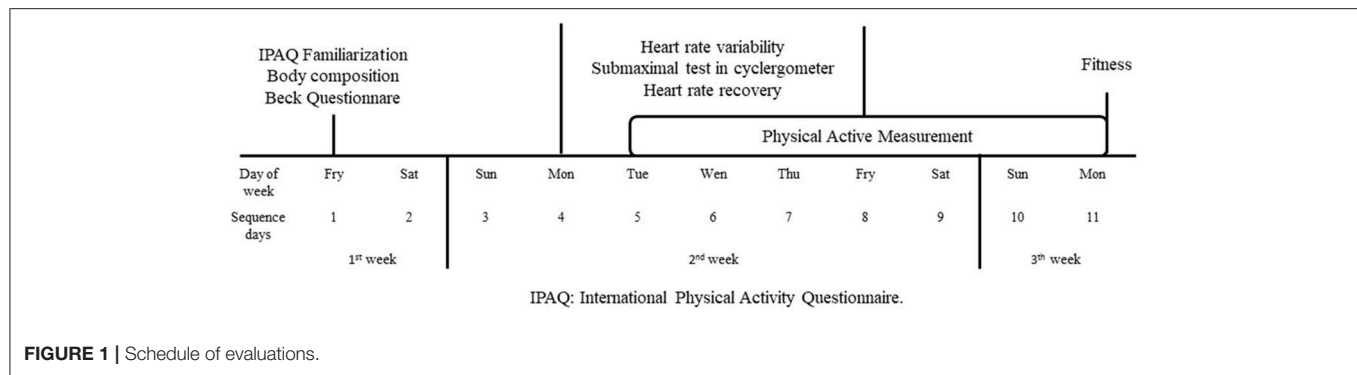 IPAQ Familiarization
Body composition
Beck Questionnare
Heart rate variability
Submaximal test in cyclergometer
Heart rate recovery
Fitness
Physical Active Measurement
Day of week Fry Sat Sun Mon Tue Wen Thu Fry Sat Sun Mon
Sequence days 1 2 3 4 5 6 7 8 9 10 11
1st week 2nd week 3th week
IPAQ: International Physical Activity Questionnaire.
FIGURE 1 | Schedule of evaluations.